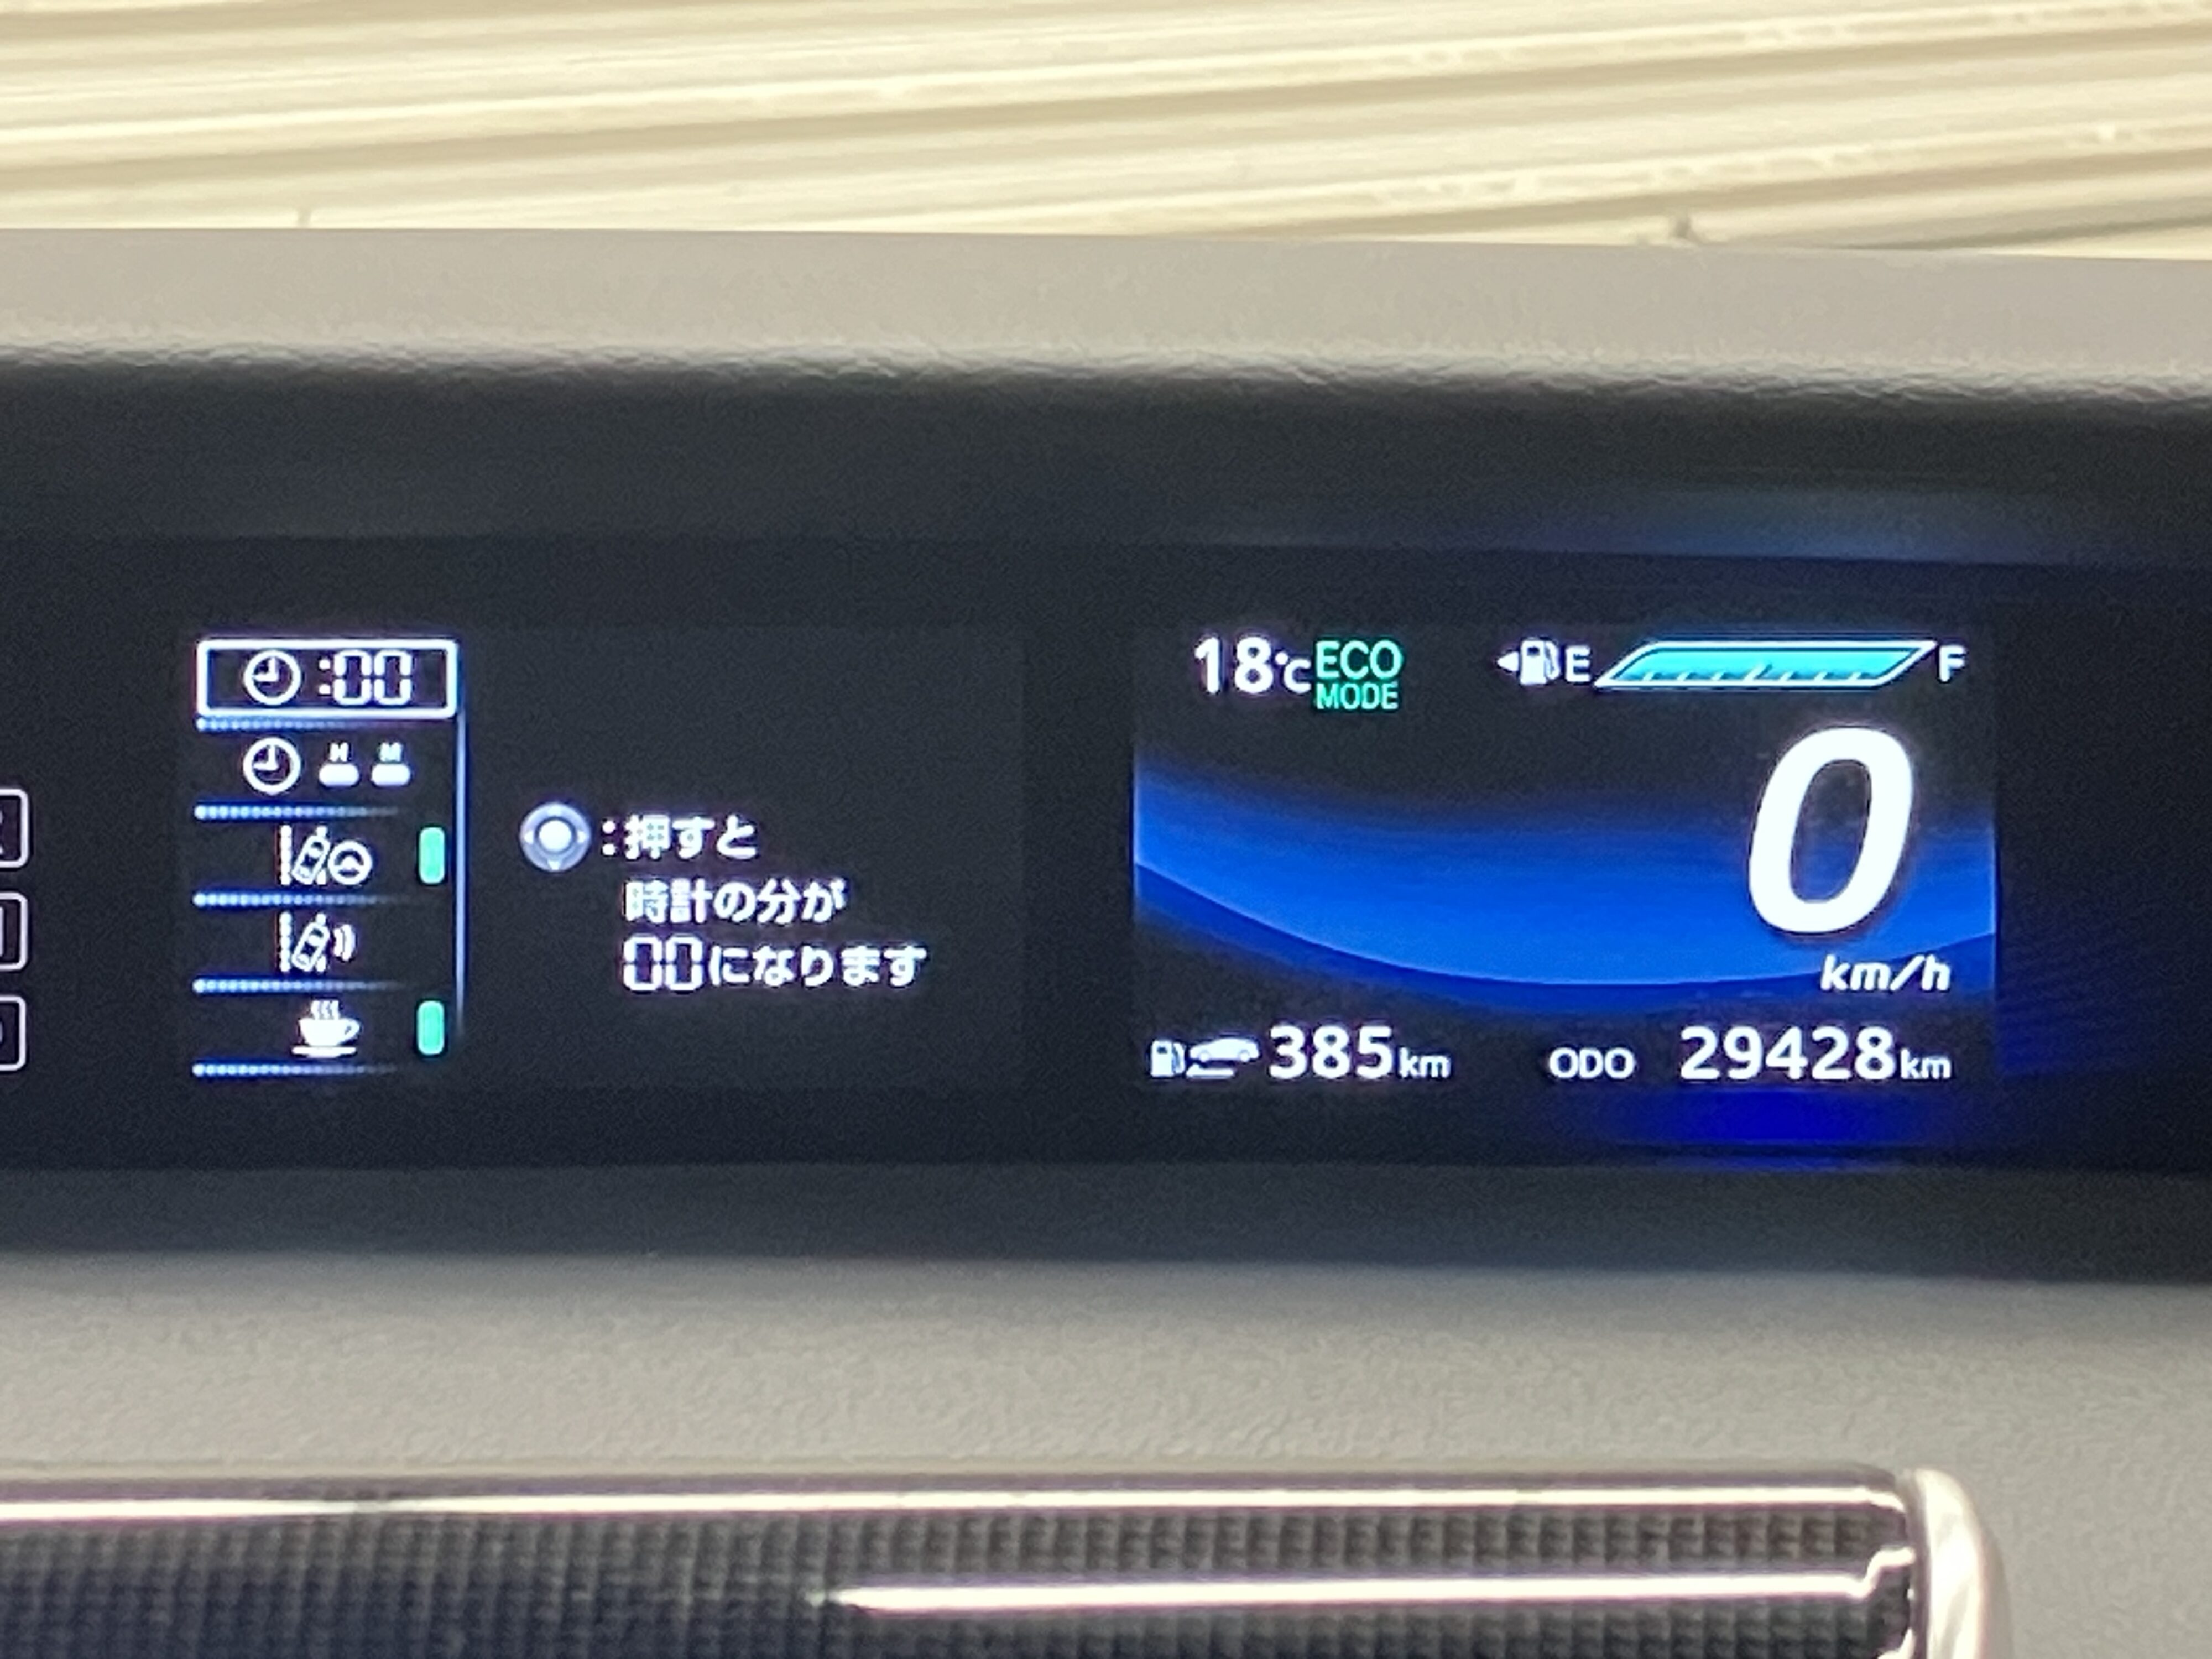 :00
H M
:押すと
時計の分が
00になります
18℃ ECO MODE
E F
0
km/h
385km
ODO 29428km